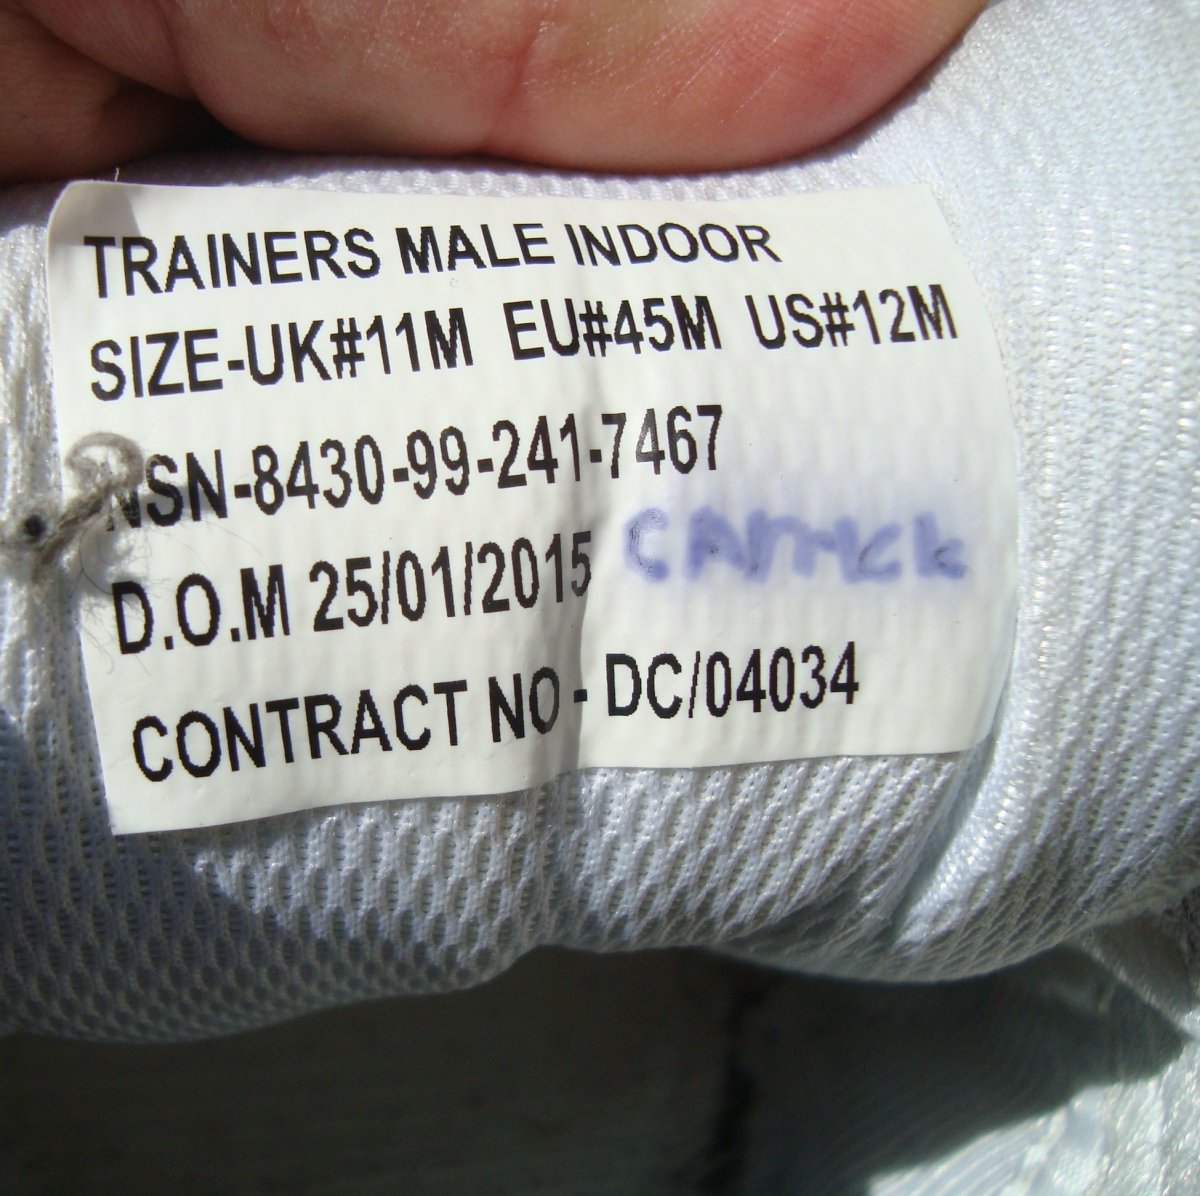 TRAINERS MALE INDOOR
SIZE-UK#11M EU#45M US#12M
NSN-8430-99-241-7467
D.O.M 25/01/2015
CONTRACT NO - DC/04034